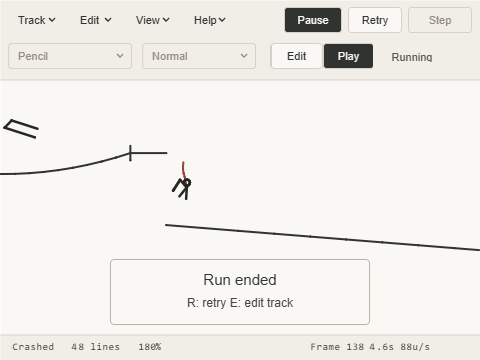 Track Edit View Help Pause Retry Step
Pencil Normal Edit Play Running
Run ended
R: retry E: edit track
Crashed 48 lines 180% Frame 138 4.6s 88u/s